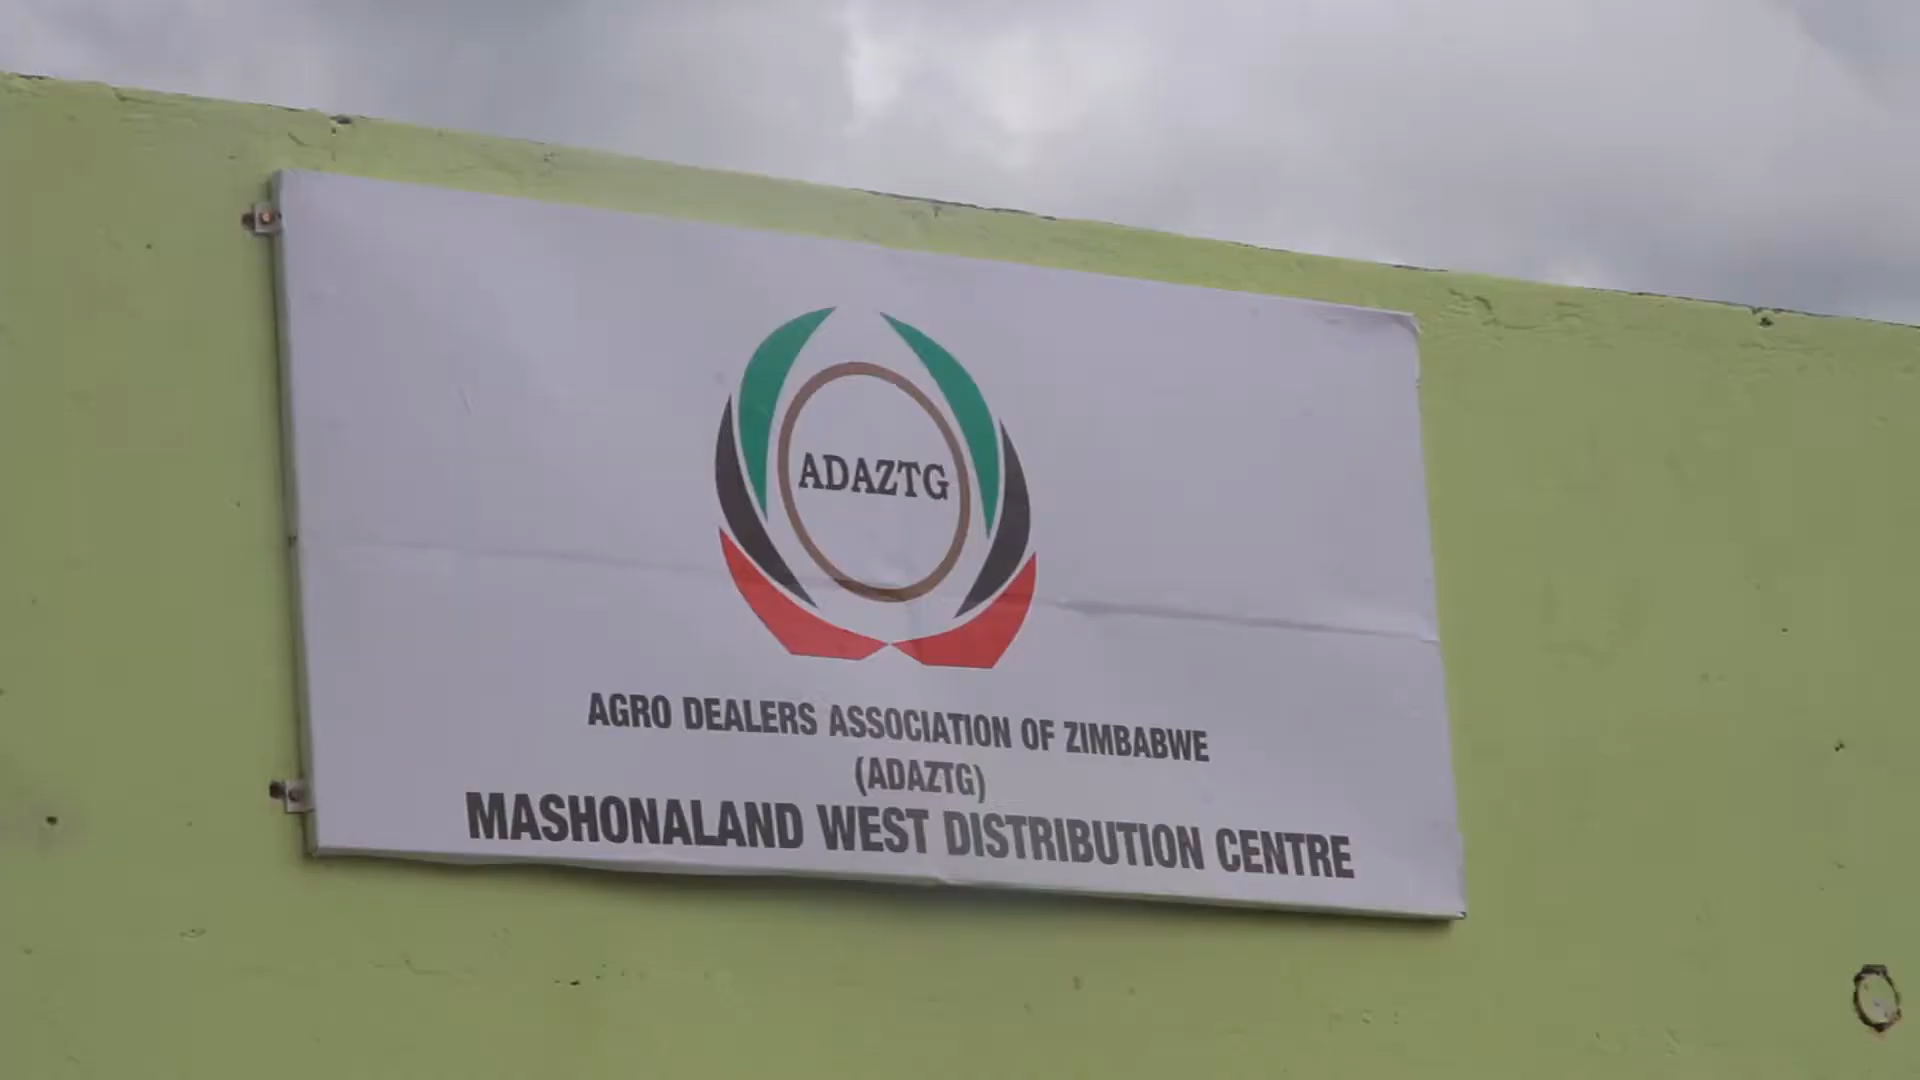 ADAZTG
AGRO DEALERS ASSOCIATION OF ZIMBABWE
(ADAZTG)
MASHONALAND WEST DISTRIBUTION CENTRE